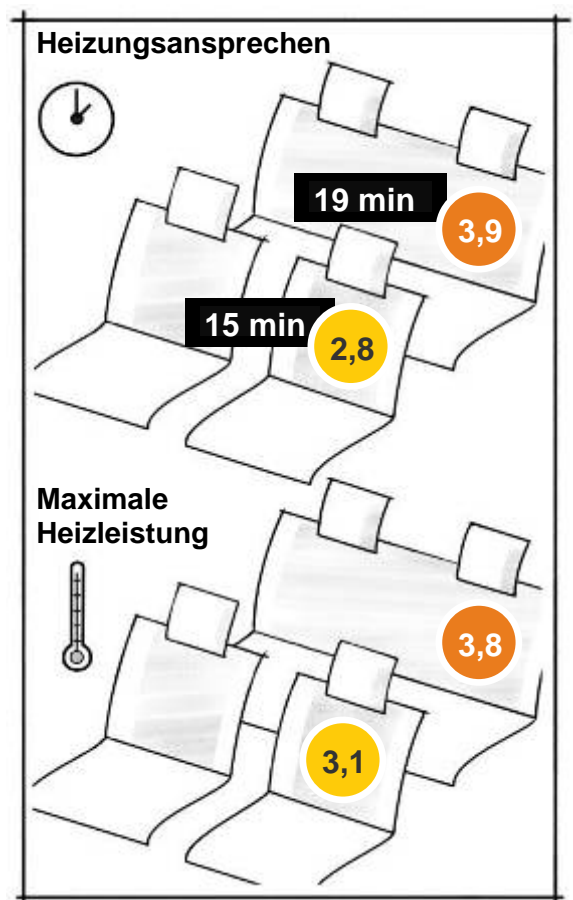 Heizungsansprechen
19 min
3,9
15 min
2,8
Maximale
Heizleistung
3,8
3,1